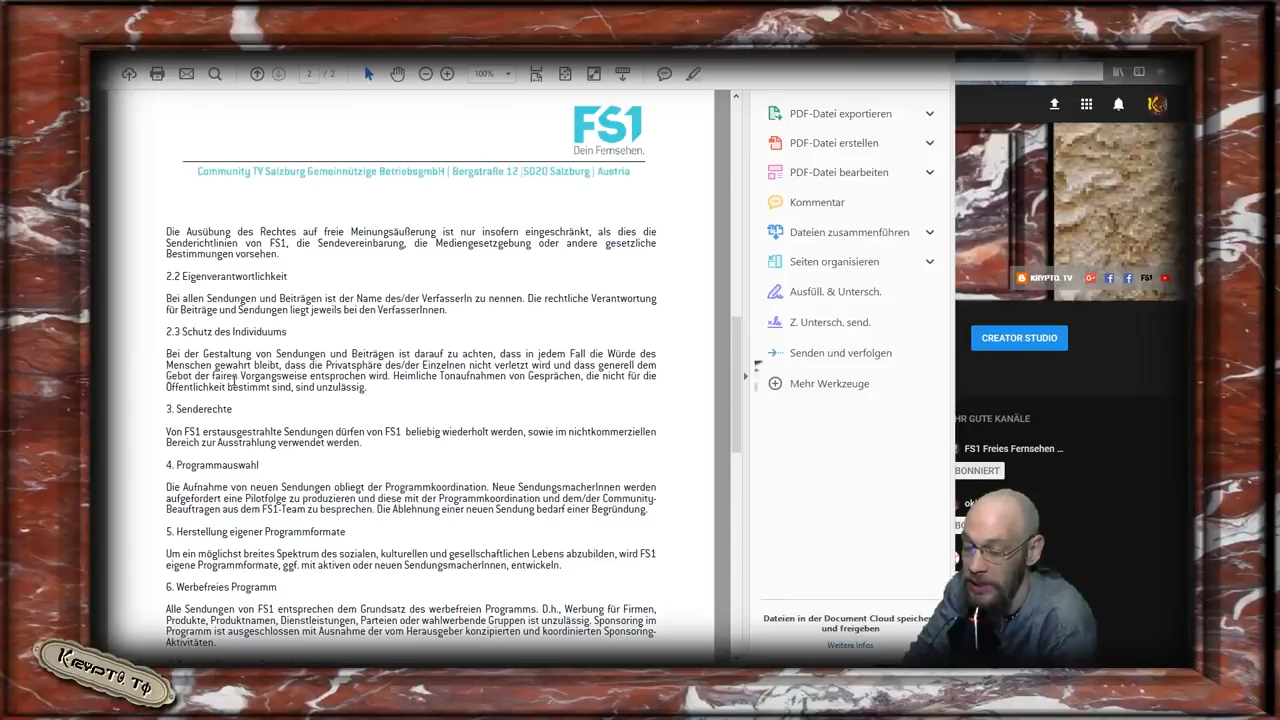 2 / 2
100%
FS1
Dein Fernsehen.
Community TV Salzburg Gemeinnützige BetriebsgmbH | Bergstraße 12 | 5020 Salzburg | Austria
Die Ausübung des Rechtes auf freie Meinungsäußerung ist nur insofern eingeschränkt, als dies die
Senderichtlinien von FS1, die Sendevereinbarung, die Mediengesetzgebung oder andere gesetzliche
Bestimmungen vorsehen.
2.2 Eigenverantwortlichkeit
Bei allen Sendungen und Beiträgen ist der Name des/der VerfasserIn zu nennen. Die rechtliche Verantwortung
für Beiträge und Sendungen liegt jeweils bei den VerfasserInnen.
2.3 Schutz des Individuums
Bei der Gestaltung von Sendungen und Beiträgen ist darauf zu achten, dass in jedem Fall die Würde des
Menschen gewahrt bleibt, dass die Privatsphäre des/der Einzelnen nicht verletzt wird und dass generell dem
Gebot der fairen Vorgangsweise entsprochen wird. Heimliche Tonaufnahmen von Gesprächen, die nicht für die
Öffentlichkeit bestimmt sind, sind unzulässig.
3. Senderechte
Von FS1 erstausgestrahlte Sendungen dürfen von FS1 beliebig wiederholt werden, sowie im nichtkommerziellen
Bereich zur Ausstrahlung verwendet werden.
4. Programmauswahl
Die Aufnahme von neuen Sendungen obliegt der Programmkoordination. Neue SendungsmacherInnen werden
aufgefordert eine Pilotfolge zu produzieren und diese mit der Programmkoordination und dem/der Community-
Beauftragen aus dem FS1-Team zu besprechen. Die Ablehnung einer neuen Sendung bedarf einer Begründung.
5. Herstellung eigener Programmformate
Um ein möglichst breites Spektrum des sozialen, kulturellen und gesellschaftlichen Lebens abzubilden, wird FS1
eigene Programmformate, ggf. mit aktiven oder neuen SendungsmacherInnen, entwickeln.
6. Werbefreies Programm
Alle Sendungen von FS1 entsprechen dem Grundsatz des werbefreien Programms. D.h., Werbung für Firmen,
Produkte, Produktnamen, Dienstleistungen, Parteien oder wahlwerbende Gruppen ist unzulässig. Sponsoring im
Programm ist ausgeschlossen mit Ausnahme der vom Herausgeber konzipierten und koordinierten Sponsoring-
Aktivitäten.
PDF-Datei exportieren
PDF-Datei erstellen
PDF-Datei bearbeiten
Kommentar
Dateien zusammenführen
Seiten organisieren
Ausfüll. & Untersch.
Z. Untersch. send.
Senden und verfolgen
Mehr Werkzeuge
Dateien in der Document Cloud speichern
und freigeben
Weitere Infos
KRYPTO. TV
FS1
CREATOR STUDIO
HR GUTE KANÄLE
FS1 Freies Fernsehen ...
BONNIERT
KRYPTO. TV